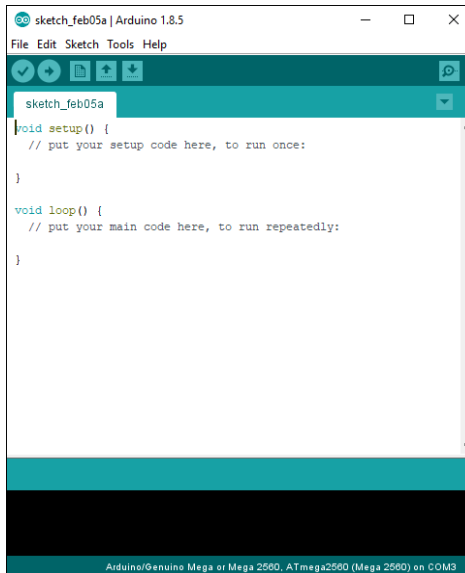 sketch_feb05a | Arduino 1.8.5
File Edit Sketch Tools Help
sketch_feb05a
void setup() {
  // put your setup code here, to run once:
}
void loop() {
  // put your main code here, to run repeatedly:
}
Arduino/Genuino Mega or Mega 2560, ATmega2560 (Mega 2560) on COM3